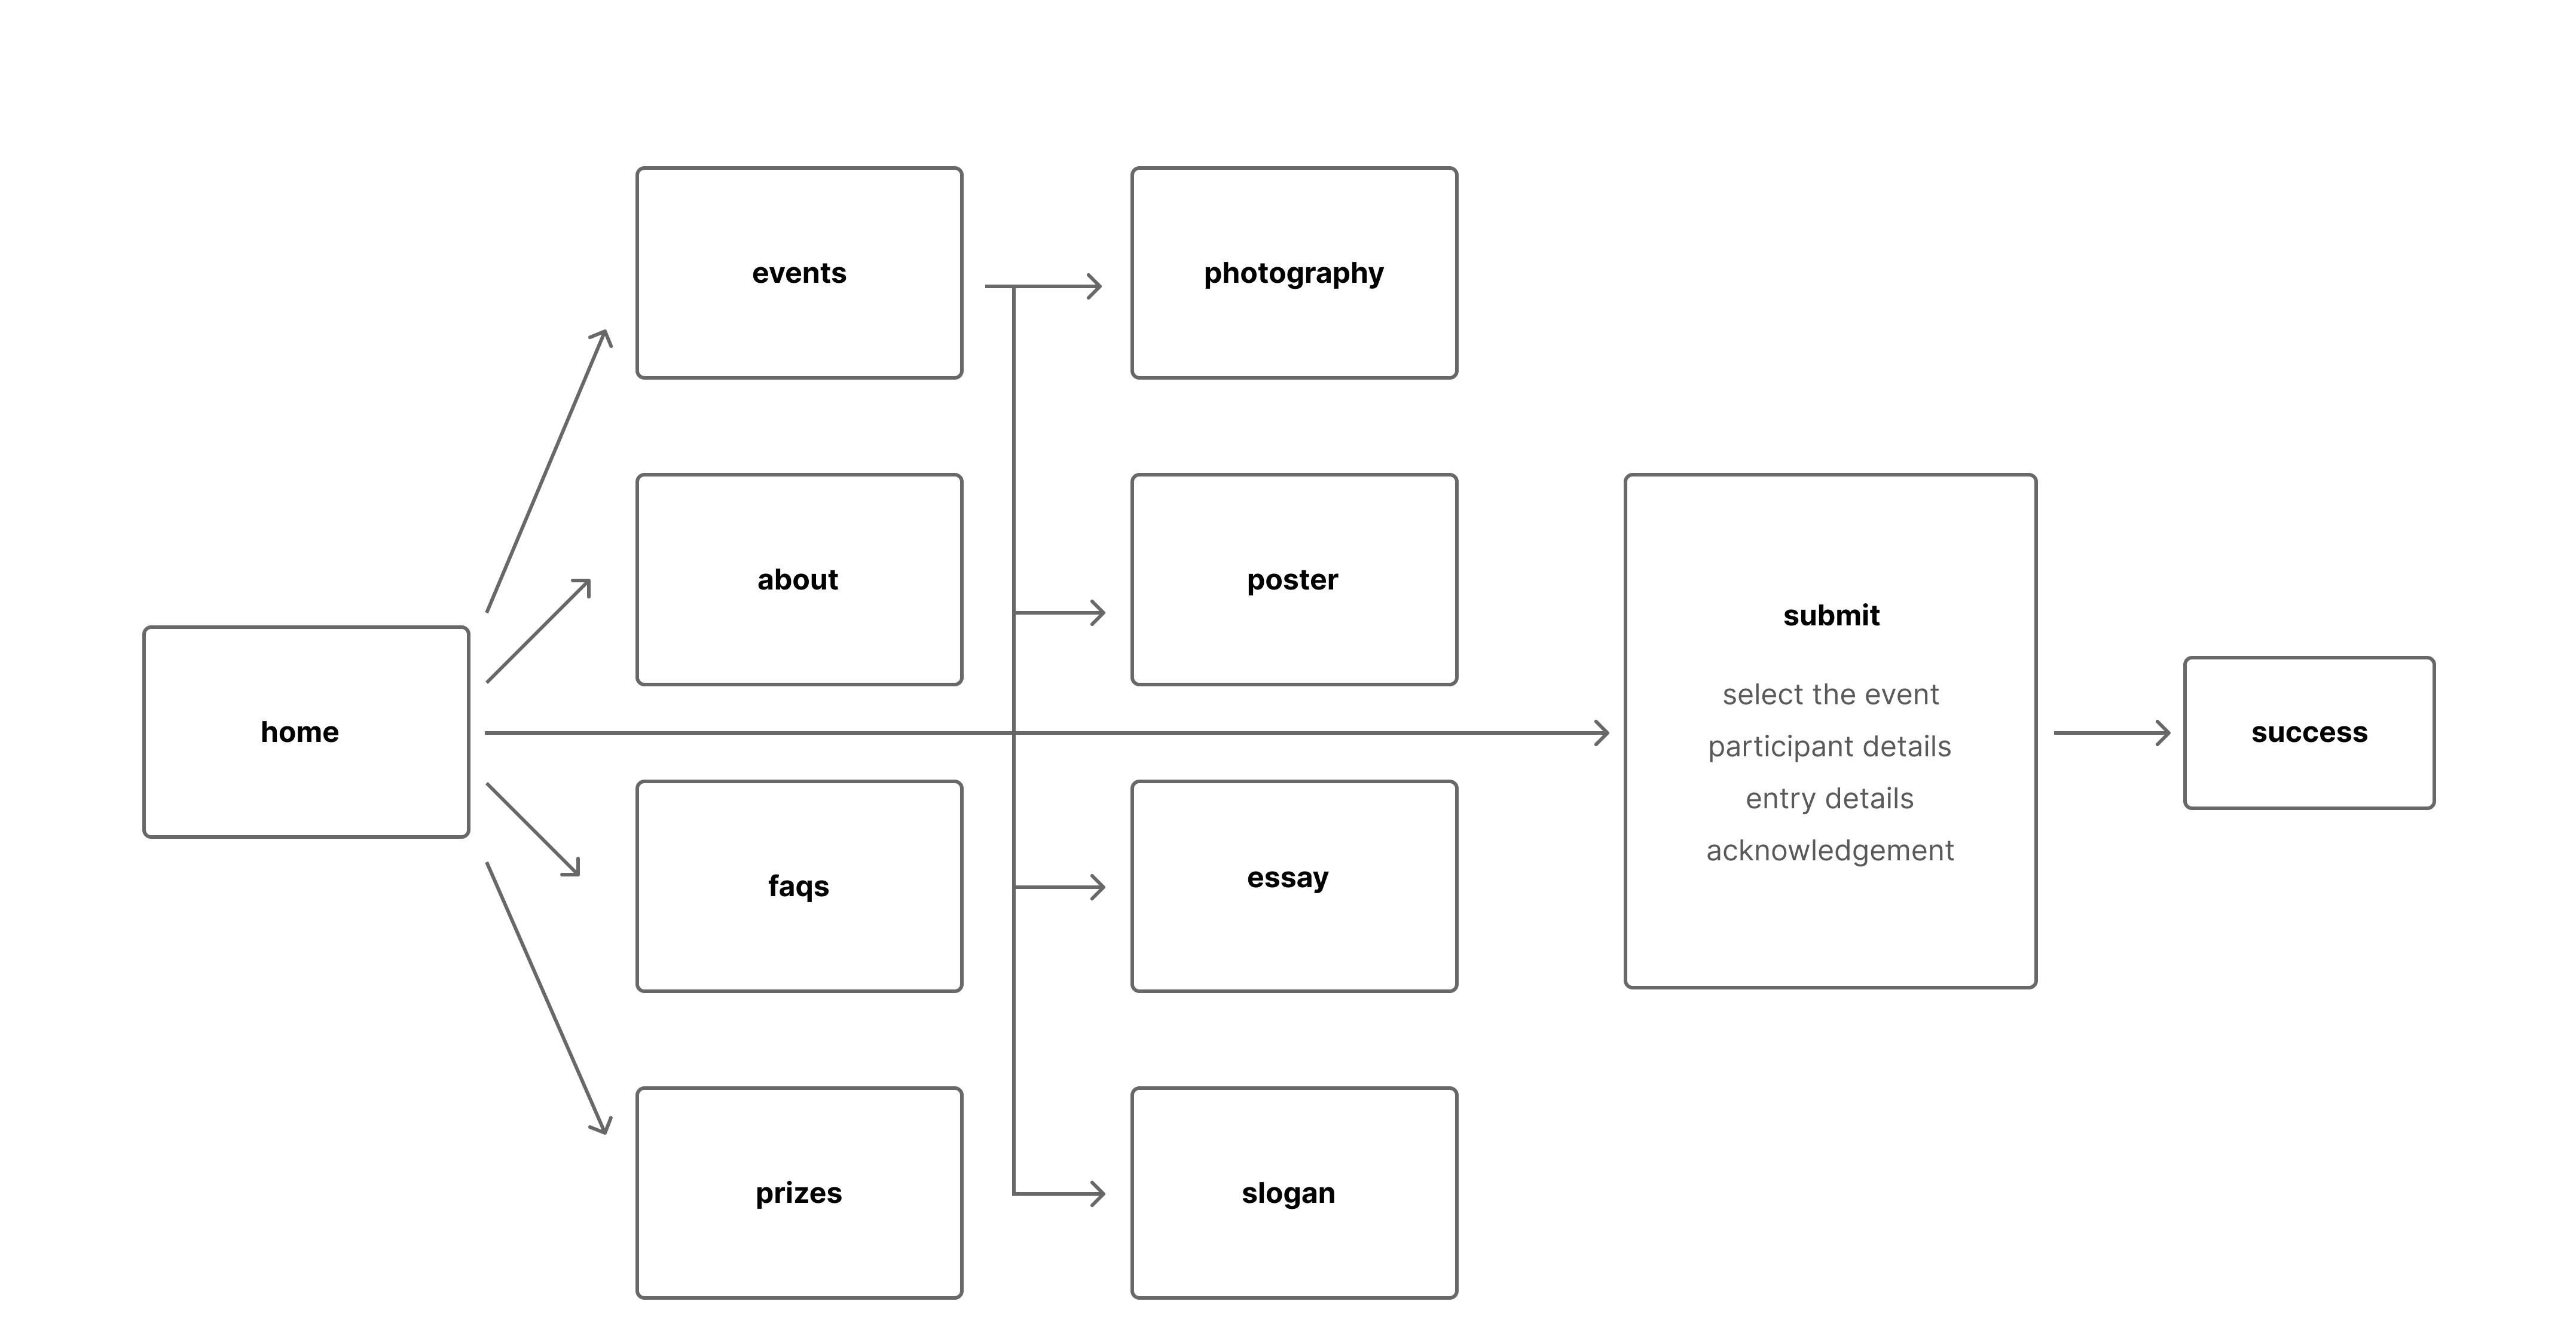 home
events
about
faqs
prizes
photography
poster
essay
slogan
submit
select the event
participant details
entry details
acknowledgement
success